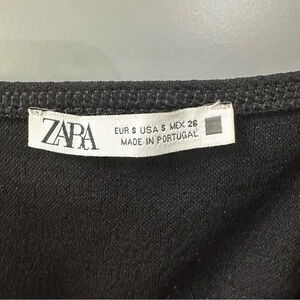 ZARA
EUR S USA S MEX 26
MADE IN PORTUGAL